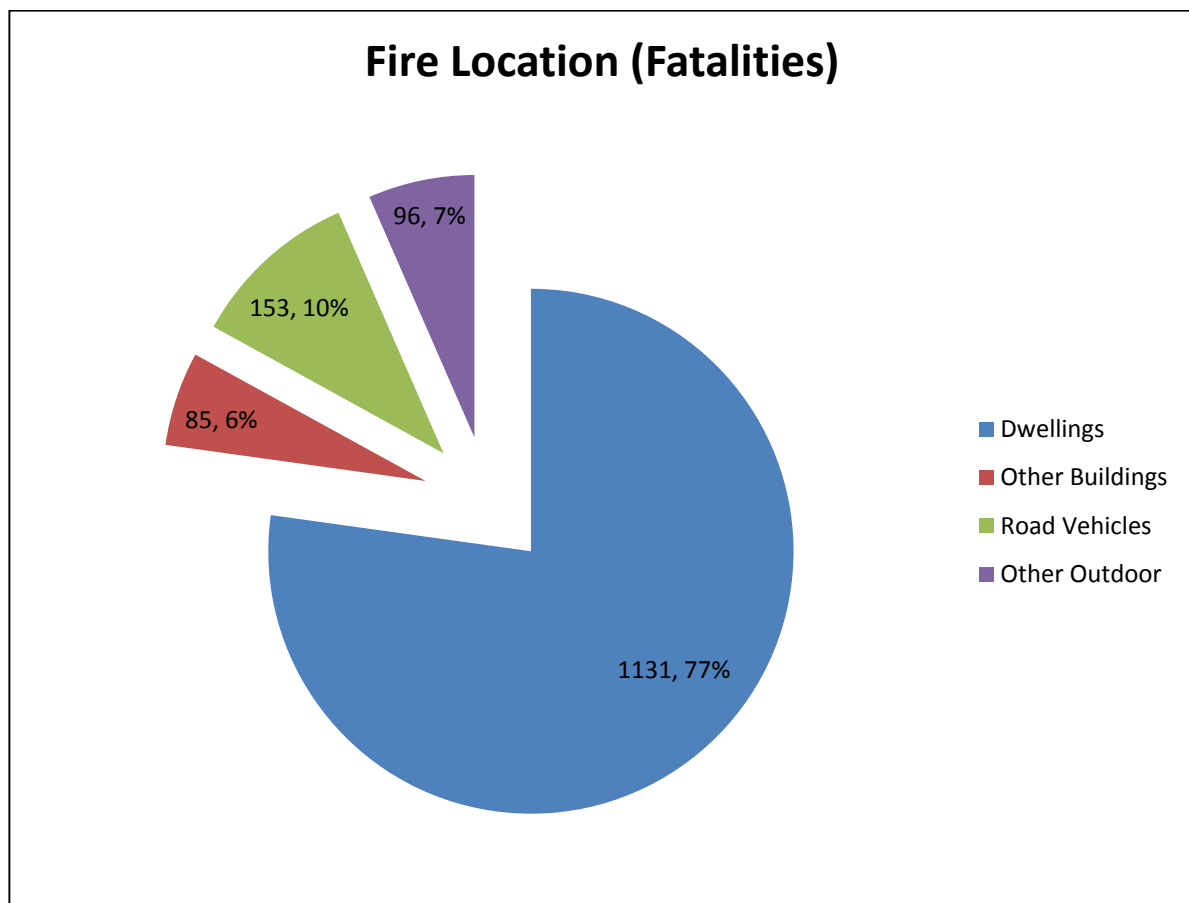 Fire Location (Fatalities)
96, 7%
153, 10%
85, 6%
1131, 77%
Dwellings
Other Buildings
Road Vehicles
Other Outdoor